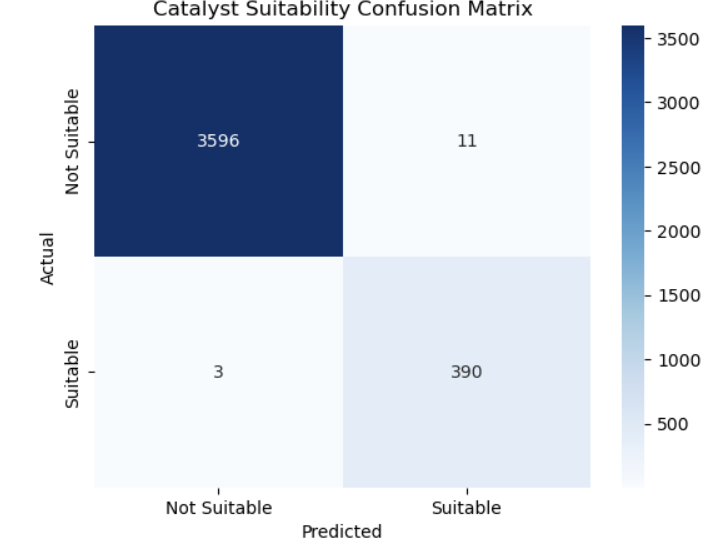 Catalyst Suitability Confusion Matrix
Not Suitable
3596
11
Actual
Suitable
3
390
Not Suitable
Suitable
Predicted
3500
3000
2500
2000
1500
1000
500